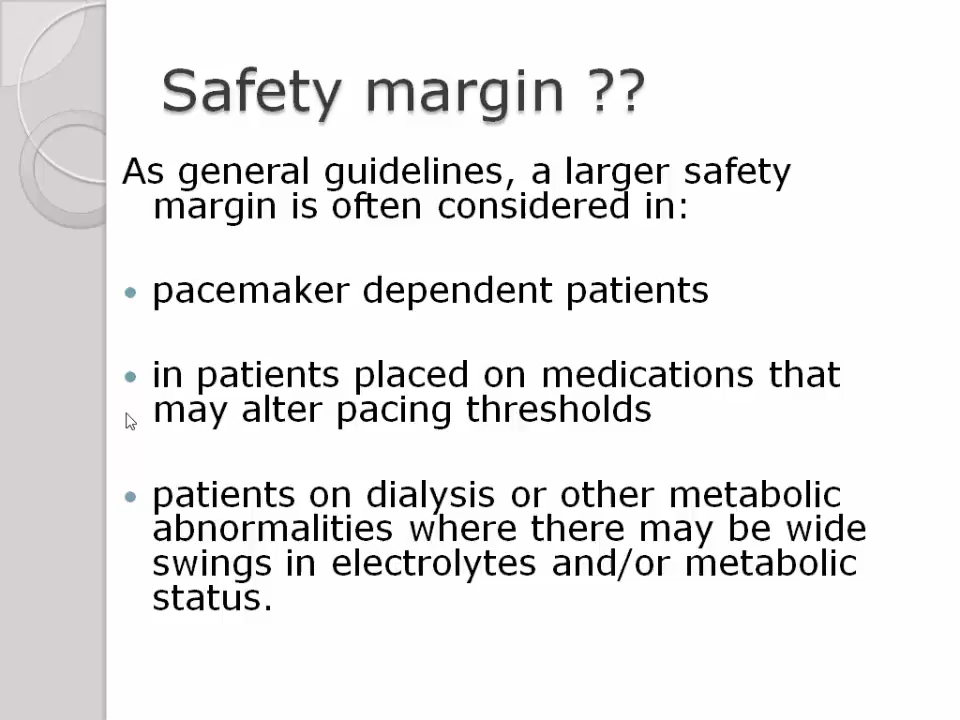 Safety margin ??
As general guidelines, a larger safety
margin is often considered in:
• pacemaker dependent patients
• in patients placed on medications that
may alter pacing thresholds
• patients on dialysis or other metabolic
abnormalities where there may be wide
swings in electrolytes and/or metabolic
status.